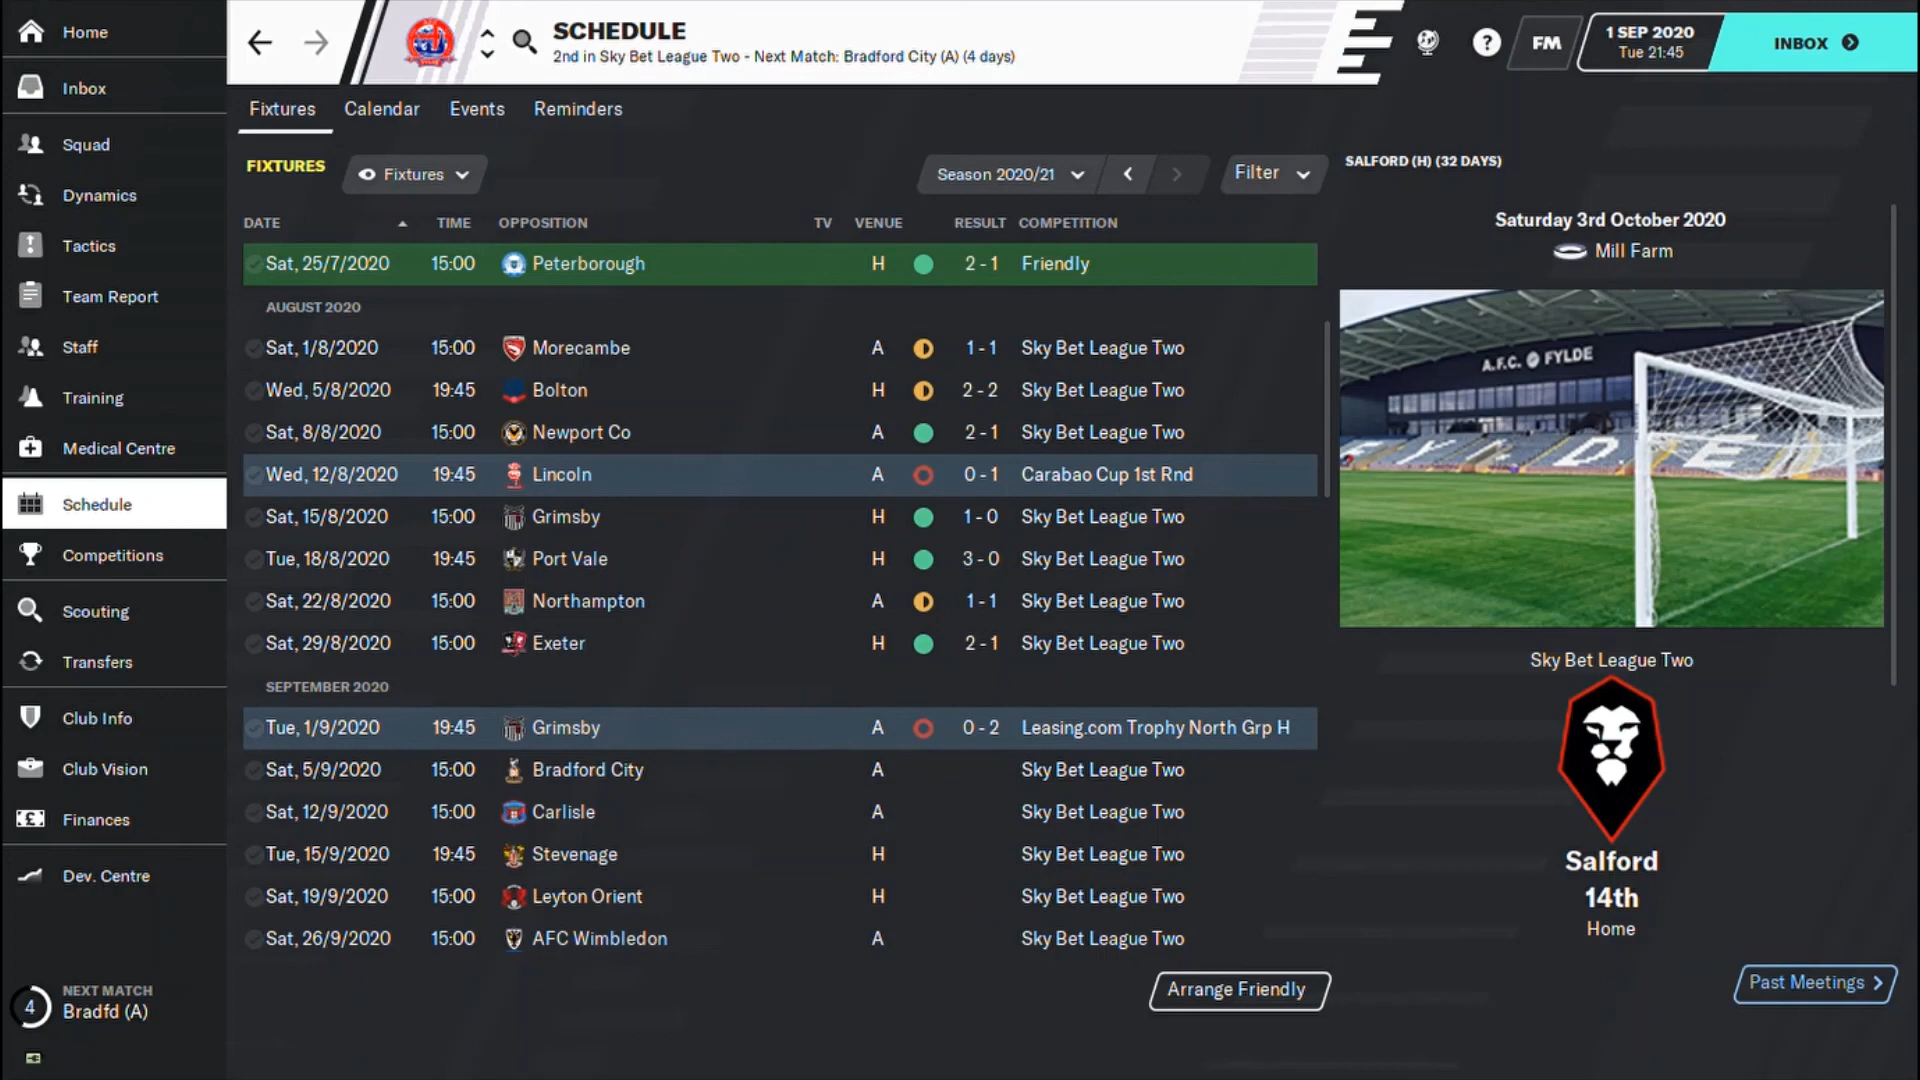 Home
Inbox
Squad
Dynamics
Tactics
Team Report
Staff
Training
Medical Centre
Schedule
Competitions
Scouting
Transfers
Club Info
Club Vision
Finances
Dev. Centre
4
NEXT MATCH
Bradfd (A)
SCHEDULE
2nd in Sky Bet League Two - Next Match: Bradford City (A) (4 days)
?
FM
1 SEP 2020
Tue 21:45
INBOX
Fixtures Calendar Events Reminders
FIXTURES
Fixtures
Season 2020/21
Filter
DATE TIME OPPOSITION TV VENUE RESULT COMPETITION
Sat, 25/7/2020 15:00 Peterborough H 2 - 1 Friendly
AUGUST 2020
Sat, 1/8/2020 15:00 Morecambe A 1 - 1 Sky Bet League Two
Wed, 5/8/2020 19:45 Bolton H 2 - 2 Sky Bet League Two
Sat, 8/8/2020 15:00 Newport Co A 2 - 1 Sky Bet League Two
Wed, 12/8/2020 19:45 Lincoln A 0 - 1 Carabao Cup 1st Rnd
Sat, 15/8/2020 15:00 Grimsby H 1 - 0 Sky Bet League Two
Tue, 18/8/2020 19:45 Port Vale H 3 - 0 Sky Bet League Two
Sat, 22/8/2020 15:00 Northampton A 1 - 1 Sky Bet League Two
Sat, 29/8/2020 15:00 Exeter H 2 - 1 Sky Bet League Two
SEPTEMBER 2020
Tue, 1/9/2020 19:45 Grimsby A 0 - 2 Leasing.com Trophy North Grp H
Sat, 5/9/2020 15:00 Bradford City A Sky Bet League Two
Sat, 12/9/2020 15:00 Carlisle A Sky Bet League Two
Tue, 15/9/2020 19:45 Stevenage H Sky Bet League Two
Sat, 19/9/2020 15:00 Leyton Orient H Sky Bet League Two
Sat, 26/9/2020 15:00 AFC Wimbledon A Sky Bet League Two
Arrange Friendly
SALFORD (H) (32 DAYS)
Saturday 3rd October 2020
Mill Farm
A.F.C. FYLDE
FYLDE
Sky Bet League Two
Salford
14th
Home
Past Meetings